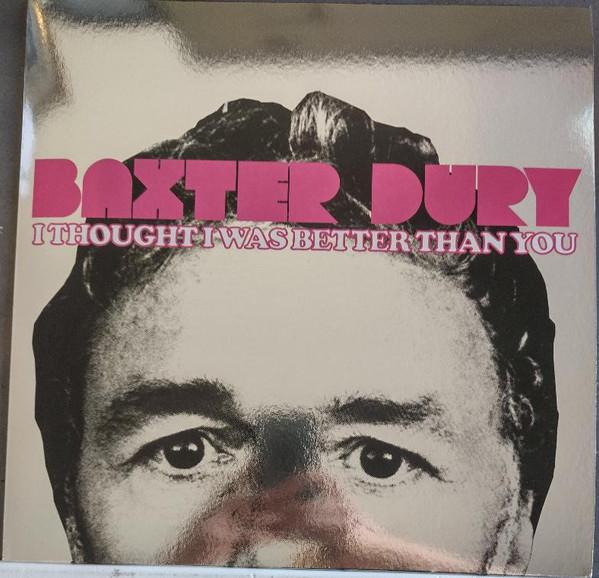 BAXTER DURY
I THOUGHT I WAS BETTER THAN YOU